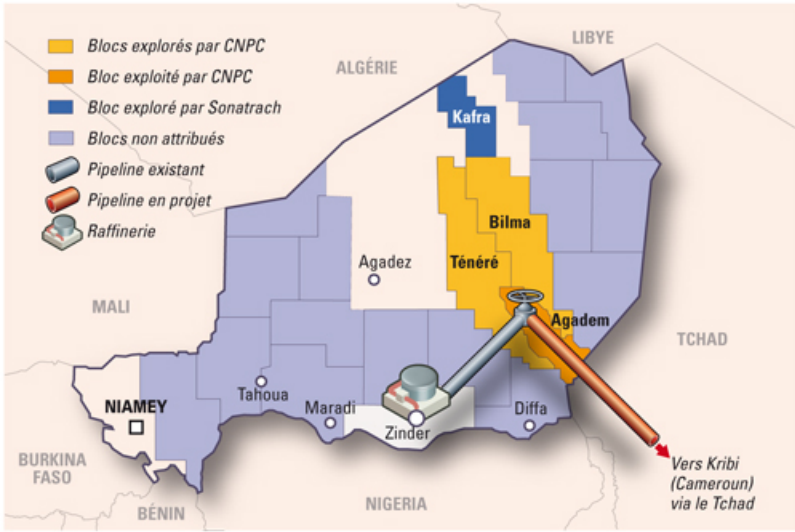 Blocs explorés par CNPC
Bloc exploité par CNPC
Bloc exploré par Sonatrach
Blocs non attribués
Pipeline existant
Pipeline en projet
Raffinerie
LIBYE
ALGÉRIE
Kafra
Bilma
Ténéré
Agadez
Agadem
MALI
TCHAD
Tahoua
NIAMEY
Maradi
Zinder
Diffa
BURKINA
FASO
BÉNIN
NIGERIA
Vers Kribi
(Cameroun)
via le Tchad